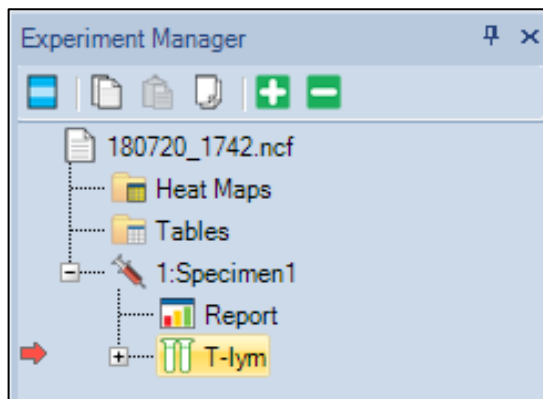 Experiment Manager
180720_1742.ncf
Heat Maps
Tables
1:Specimen1
Report
T-lym